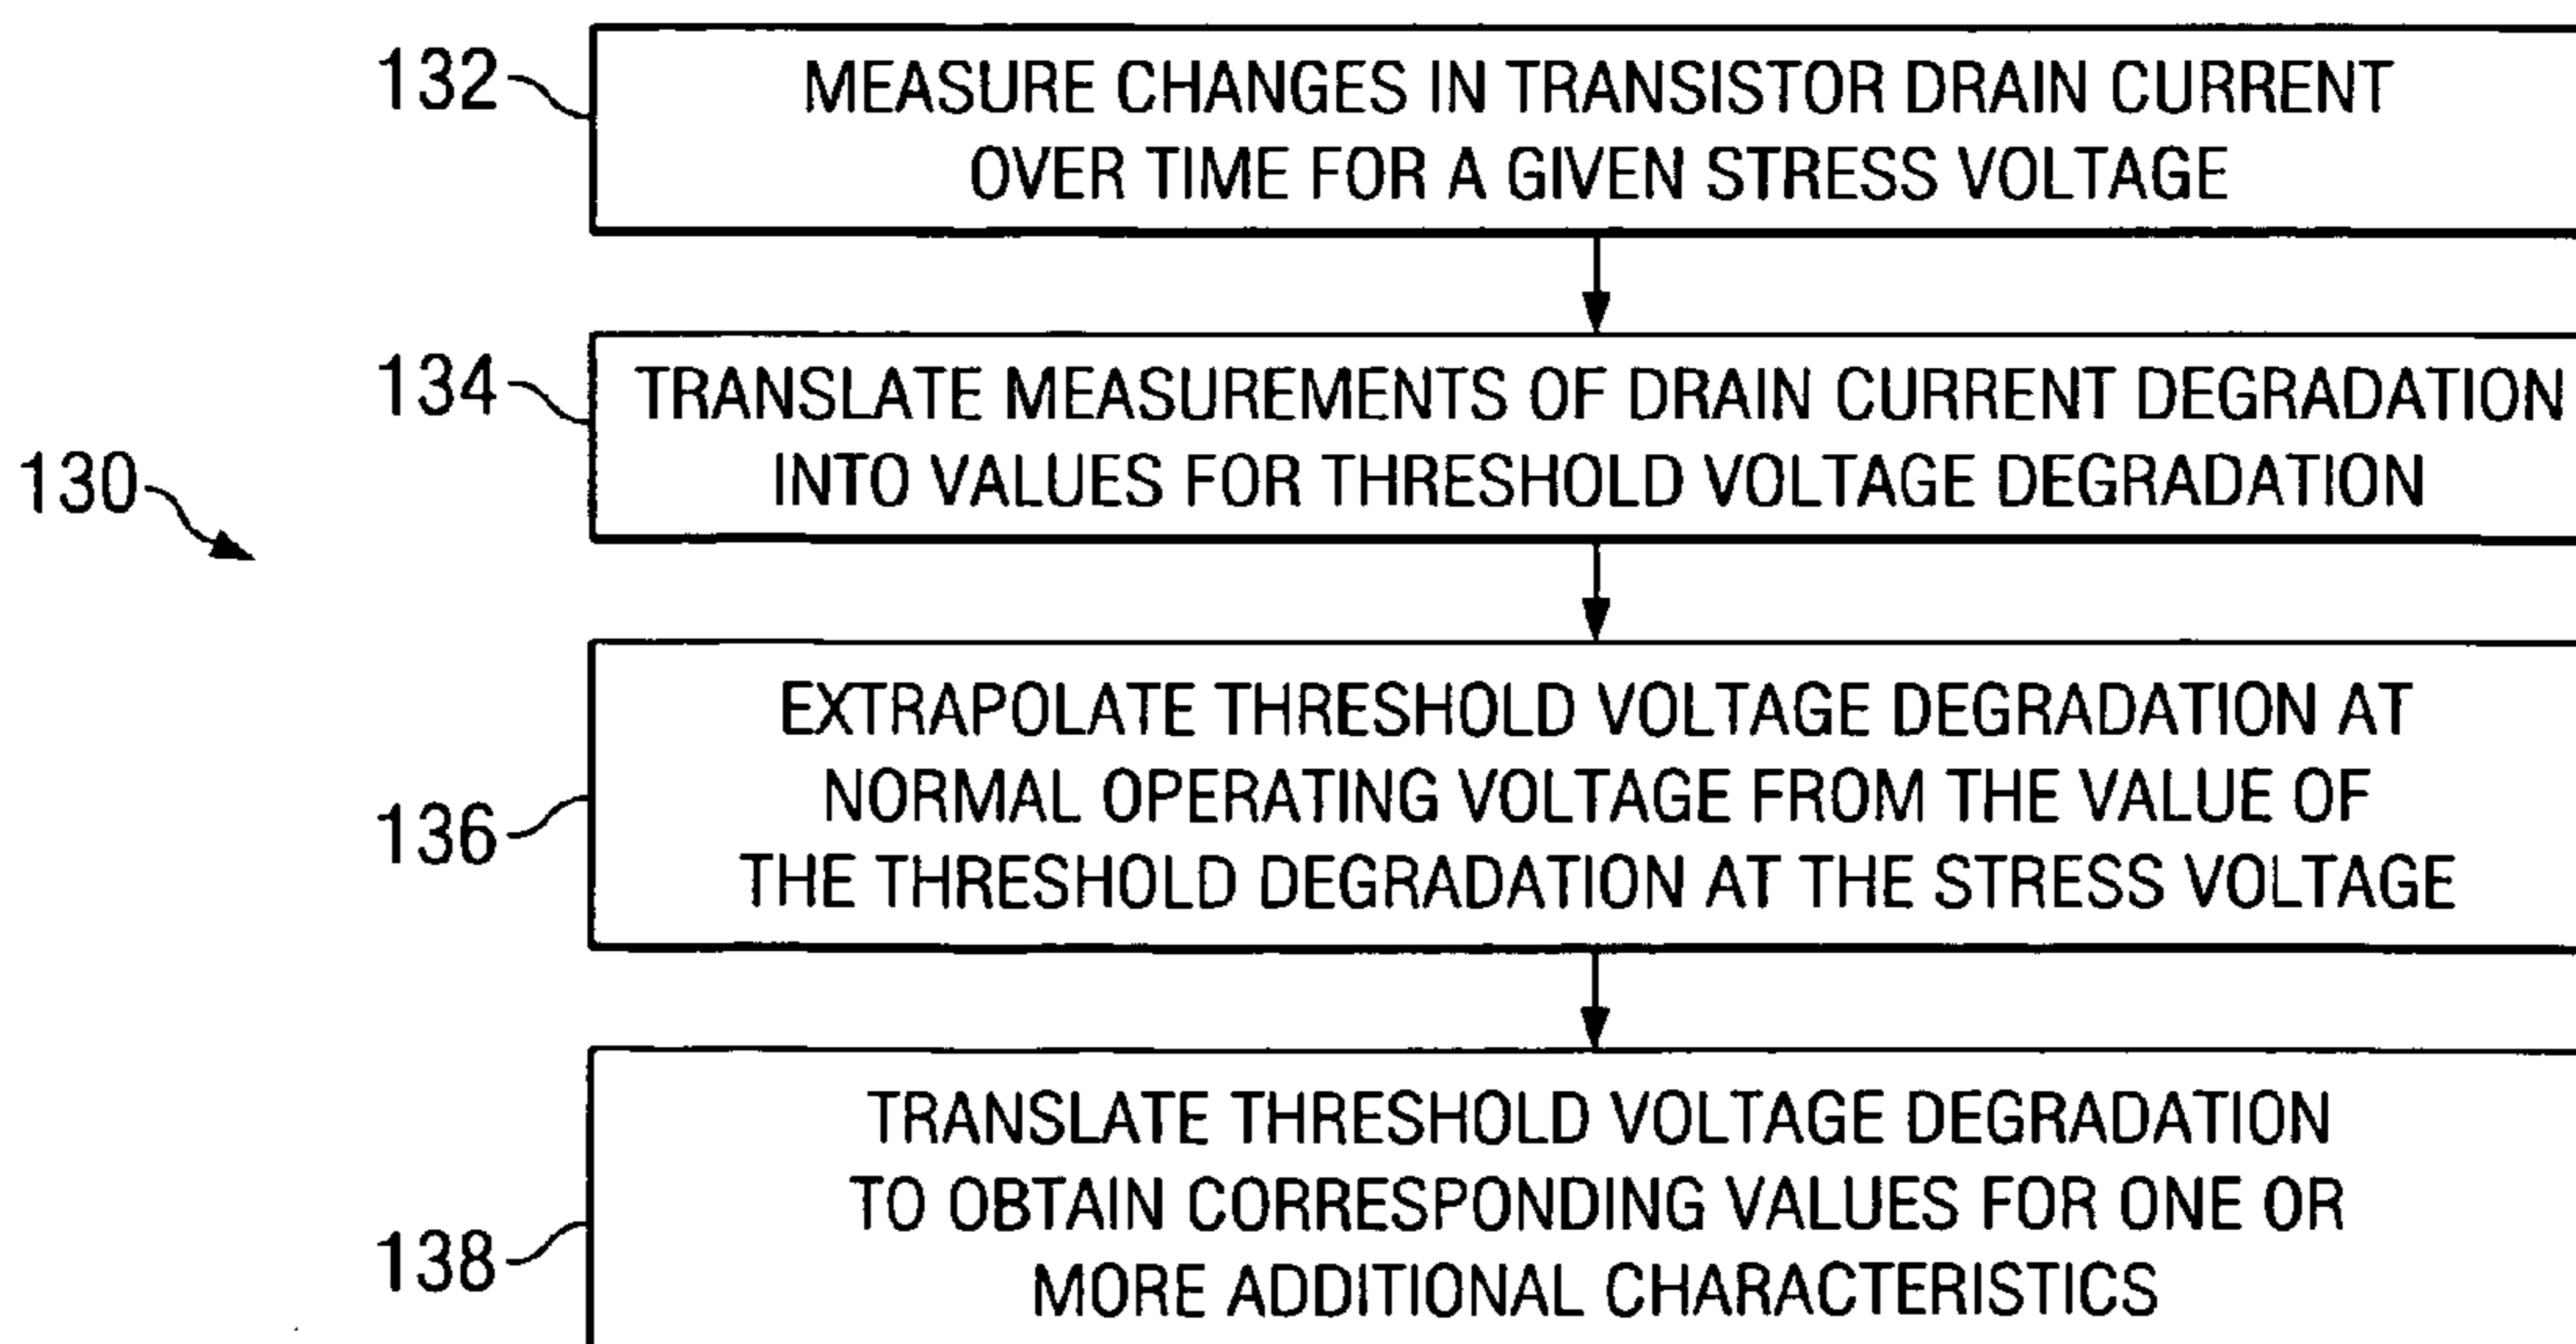 132
MEASURE CHANGES IN TRANSISTOR DRAIN CURRENT
OVER TIME FOR A GIVEN STRESS VOLTAGE
134
TRANSLATE MEASUREMENTS OF DRAIN CURRENT DEGRADATION
INTO VALUES FOR THRESHOLD VOLTAGE DEGRADATION
130
EXTRAPOLATE THRESHOLD VOLTAGE DEGRADATION AT
NORMAL OPERATING VOLTAGE FROM THE VALUE OF
THE THRESHOLD DEGRADATION AT THE STRESS VOLTAGE
136
TRANSLATE THRESHOLD VOLTAGE DEGRADATION
TO OBTAIN CORRESPONDING VALUES FOR ONE OR
MORE ADDITIONAL CHARACTERISTICS
138